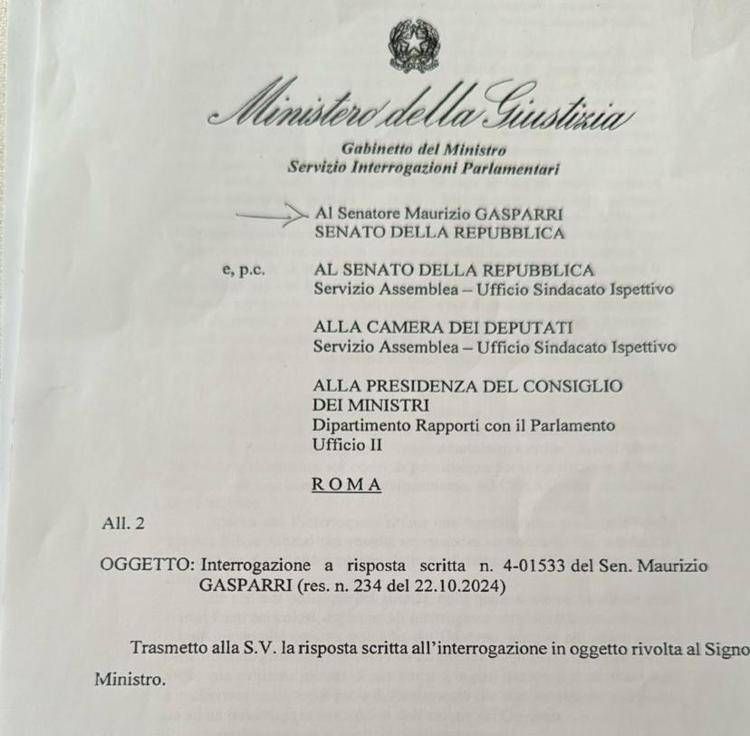 Ministero della Giustizia
Gabinetto del Ministro
Servizio Interrogazioni Parlamentari
Al Senatore Maurizio GASPARRI
SENATO DELLA REPUBBLICA
e, p.c. AL SENATO DELLA REPUBBLICA
Servizio Assemblea – Ufficio Sindacato Ispettivo
ALLA CAMERA DEI DEPUTATI
Servizio Assemblea – Ufficio Sindacato Ispettivo
ALLA PRESIDENZA DEL CONSIGLIO
DEI MINISTRI
Dipartimento Rapporti con il Parlamento
Ufficio II
R O M A
All. 2
OGGETTO: Interrogazione a risposta scritta n. 4-01533 del Sen. Maurizio
GASPARRI (res. n. 234 del 22.10.2024)
Trasmetto alla S.V. la risposta scritta all'interrogazione in oggetto rivolta al Signo
Ministro.